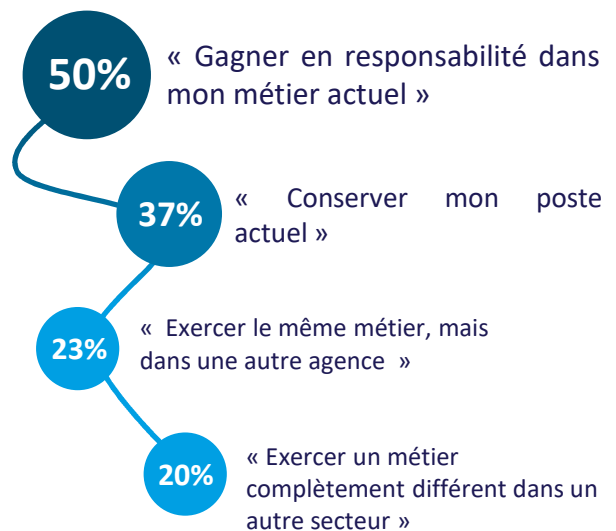 50%
« Gagner en responsabilité dans
mon métier actuel »
37%
« Conserver mon poste
actuel »
23%
« Exercer le même métier, mais
dans une autre agence »
20%
« Exercer un métier
complètement différent dans un
autre secteur »